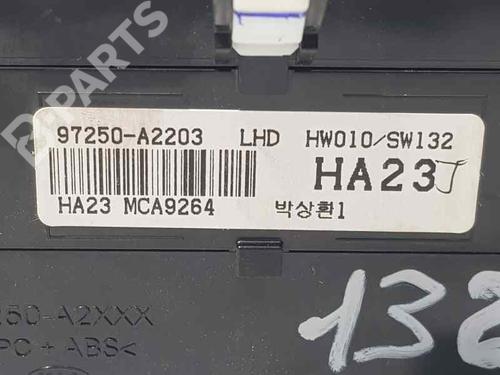 B-PARTS
97250-A2203 LHD HW010/SW132
HA23 J
HA23 MCA9264 박상환1
250-A2XXX
PC + ABS<
132